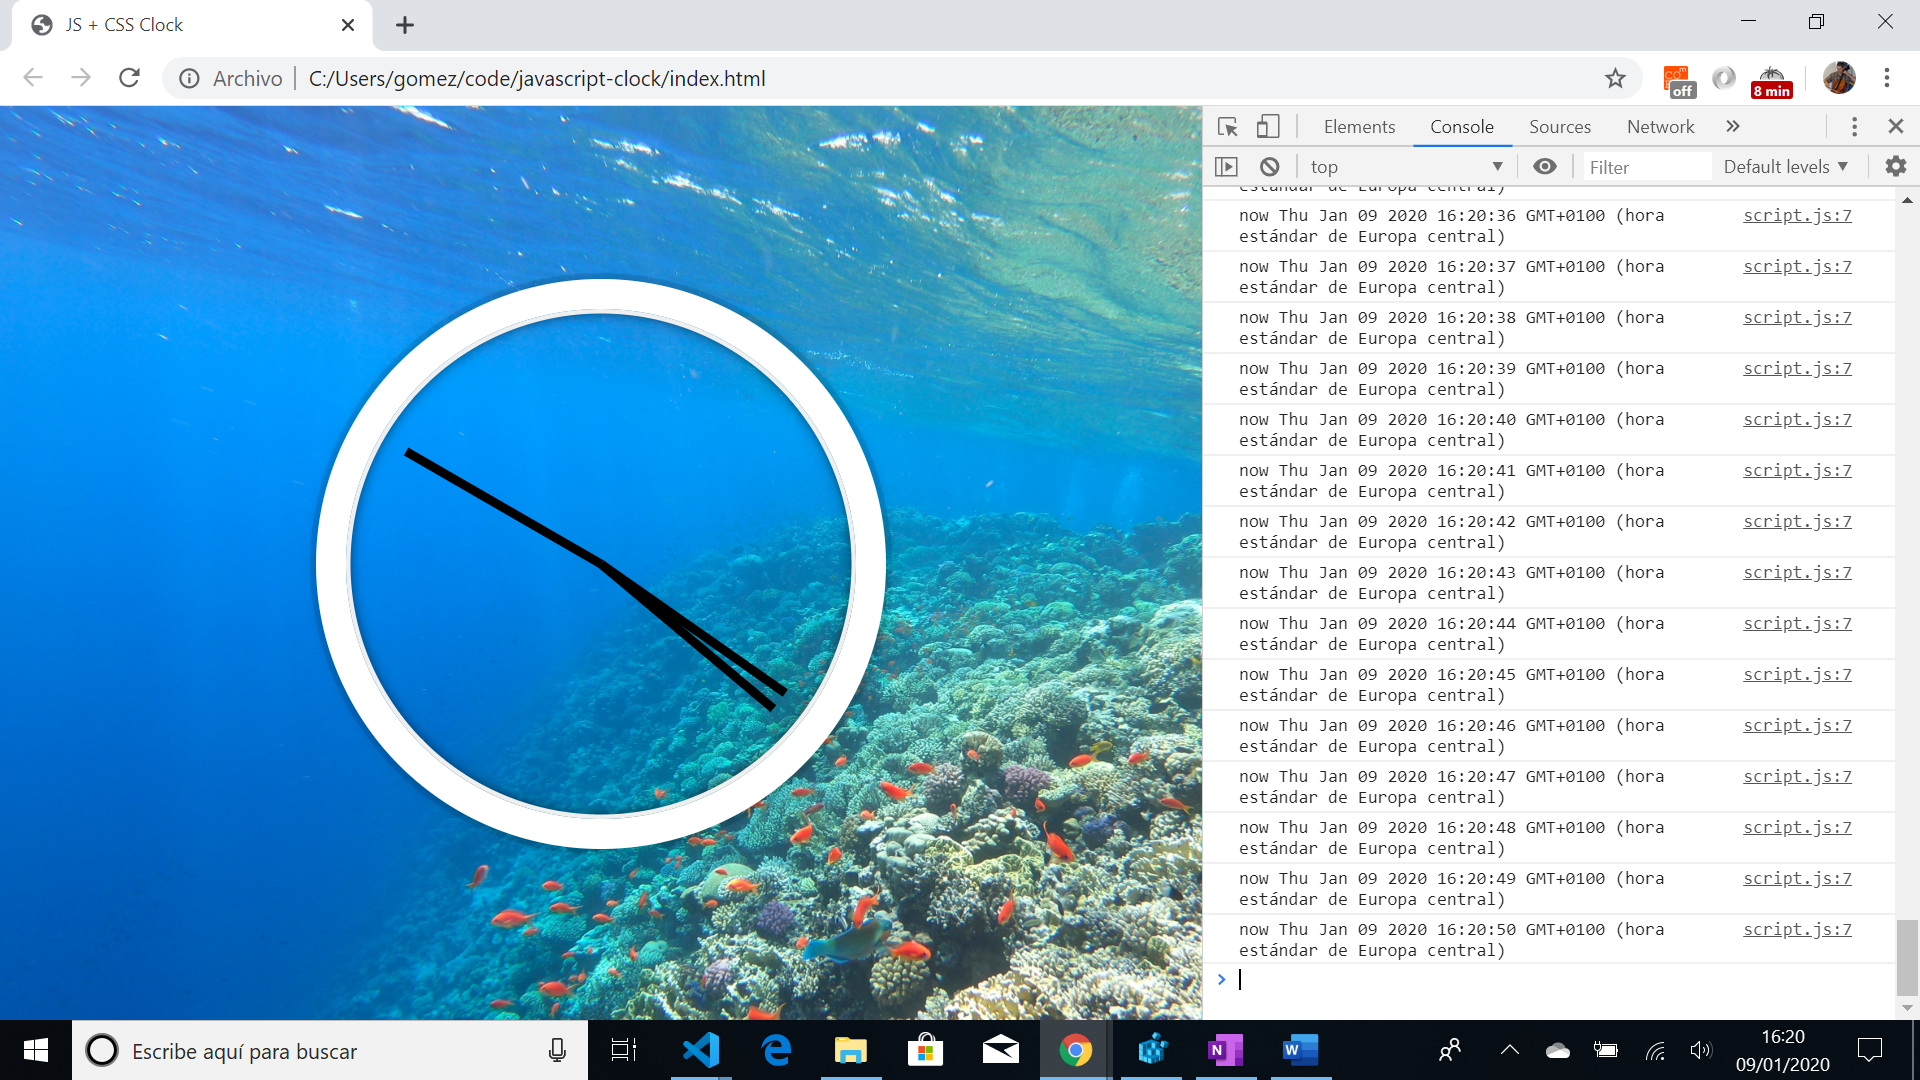 JS + CSS Clock
Archivo
C:/Users/gomez/code/javascript-clock/index.html
off
8 min
Elements
Console
Sources
Network
top
Filter
Default levels
estándar de Europa central)
now Thu Jan 09 2020 16:20:36 GMT+0100 (hora script.js:7
estándar de Europa central)
now Thu Jan 09 2020 16:20:37 GMT+0100 (hora script.js:7
estándar de Europa central)
now Thu Jan 09 2020 16:20:38 GMT+0100 (hora script.js:7
estándar de Europa central)
now Thu Jan 09 2020 16:20:39 GMT+0100 (hora script.js:7
estándar de Europa central)
now Thu Jan 09 2020 16:20:40 GMT+0100 (hora script.js:7
estándar de Europa central)
now Thu Jan 09 2020 16:20:41 GMT+0100 (hora script.js:7
estándar de Europa central)
now Thu Jan 09 2020 16:20:42 GMT+0100 (hora script.js:7
estándar de Europa central)
now Thu Jan 09 2020 16:20:43 GMT+0100 (hora script.js:7
estándar de Europa central)
now Thu Jan 09 2020 16:20:44 GMT+0100 (hora script.js:7
estándar de Europa central)
now Thu Jan 09 2020 16:20:45 GMT+0100 (hora script.js:7
estándar de Europa central)
now Thu Jan 09 2020 16:20:46 GMT+0100 (hora script.js:7
estándar de Europa central)
now Thu Jan 09 2020 16:20:47 GMT+0100 (hora script.js:7
estándar de Europa central)
now Thu Jan 09 2020 16:20:48 GMT+0100 (hora script.js:7
estándar de Europa central)
now Thu Jan 09 2020 16:20:49 GMT+0100 (hora script.js:7
estándar de Europa central)
now Thu Jan 09 2020 16:20:50 GMT+0100 (hora script.js:7
estándar de Europa central)
Escribe aquí para buscar
N
W
16:20
09/01/2020